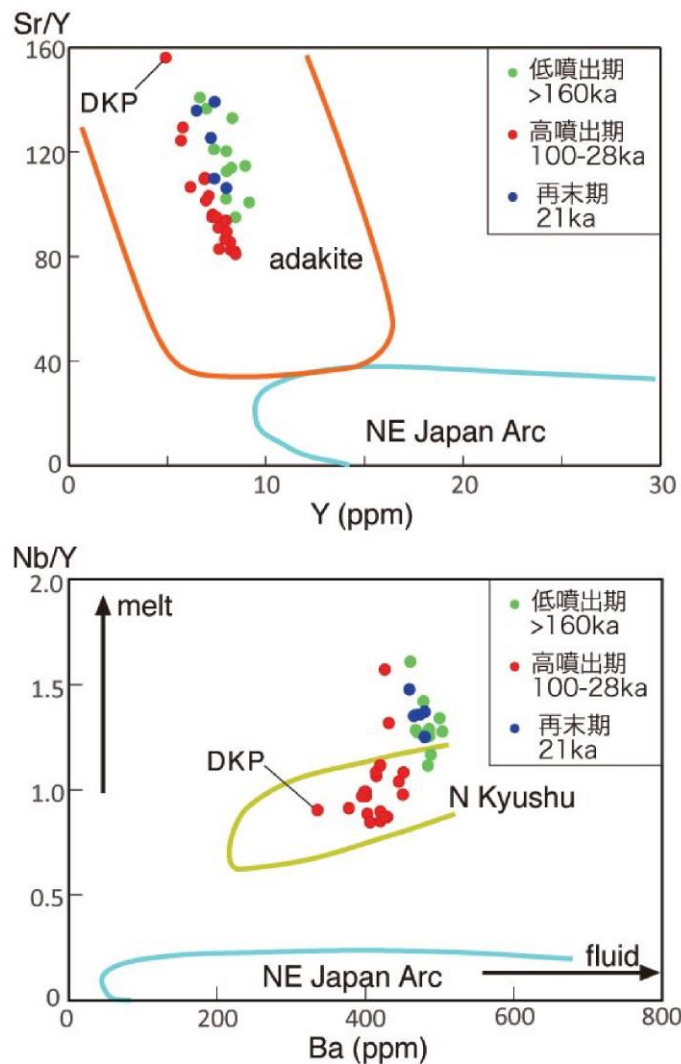 Sr/Y
160
120
80
40
0
DKP
adakite
NE Japan Arc
低噴出期
>160ka
高噴出期
100-28ka
再末期
21ka
0
10
20
30
Y (ppm)
Nb/Y
2.0
1.5
1.0
0.5
0
melt
DKP
N Kyushu
NE Japan Arc
fluid
低噴出期
>160ka
高噴出期
100-28ka
再末期
21ka
0
200
400
600
800
Ba (ppm)